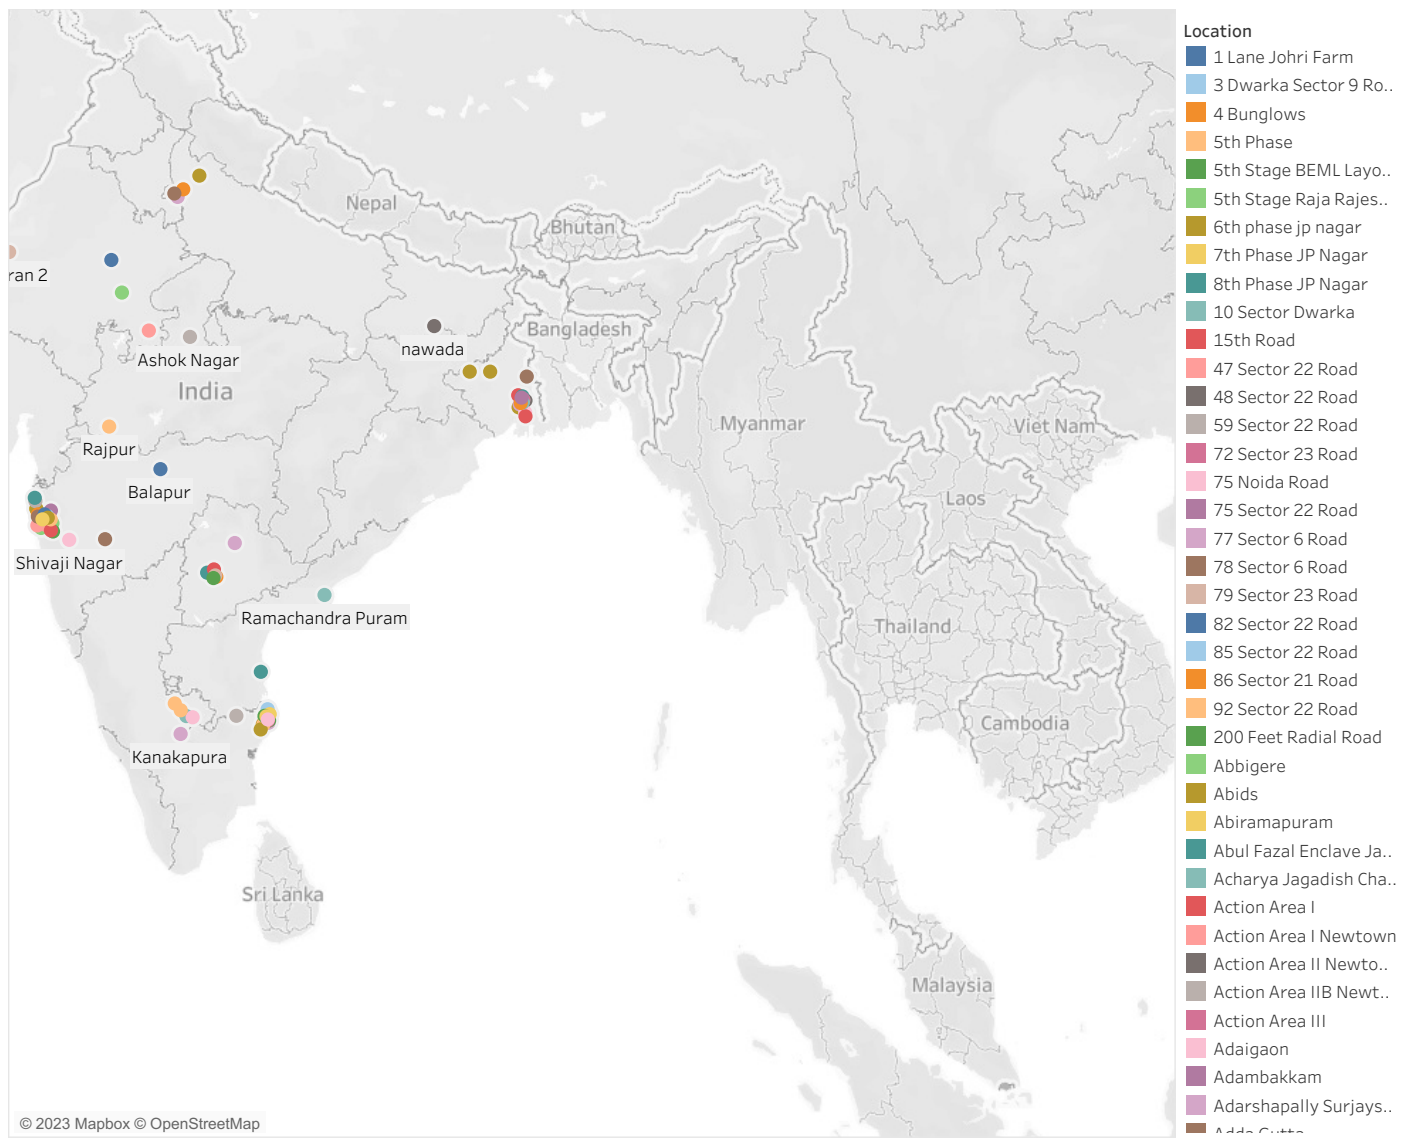 Nepal
Bhutan
ran 2
Bangladesh
nawada
Ashok Nagar
India
Myanmar
Viet Nam
Rajpur
Balapur
Laos
Shivaji Nagar
Ramachandra Puram
Thailand
Cambodia
Kanakapura
Sri Lanka
Malaysia
© 2023 Mapbox © OpenStreetMap
Location
1 Lane Johri Farm
3 Dwarka Sector 9 Ro..
4 Bunglows
5th Phase
5th Stage BEML Layo..
5th Stage Raja Rajes..
6th phase jp nagar
7th Phase JP Nagar
8th Phase JP Nagar
10 Sector Dwarka
15th Road
47 Sector 22 Road
48 Sector 22 Road
59 Sector 22 Road
72 Sector 23 Road
75 Noida Road
75 Sector 22 Road
77 Sector 6 Road
78 Sector 6 Road
79 Sector 23 Road
82 Sector 22 Road
85 Sector 22 Road
86 Sector 21 Road
92 Sector 22 Road
200 Feet Radial Road
Abbigere
Abids
Abiramapuram
Abul Fazal Enclave Ja..
Acharya Jagadish Cha..
Action Area I
Action Area I Newtown
Action Area II Newto..
Action Area IIB Newt..
Action Area III
Adaigaon
Adambakkam
Adarshapally Surjays..